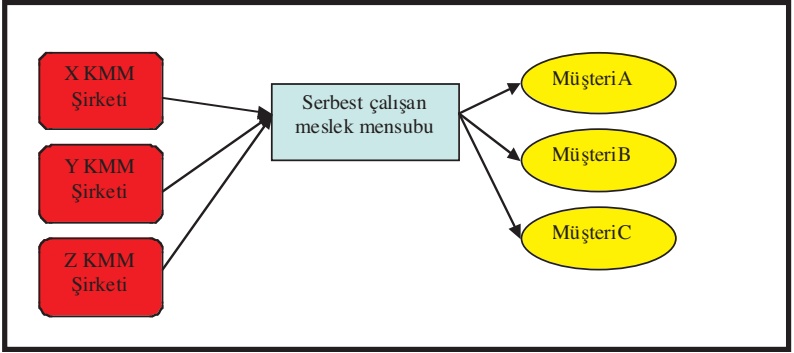 X KMM
Şirketi
Y KMM
Şirketi
Z KMM
Şirketi
Serbest çalışan
meslek mensubu
MüşteriA
MüşteriB
MüşteriC